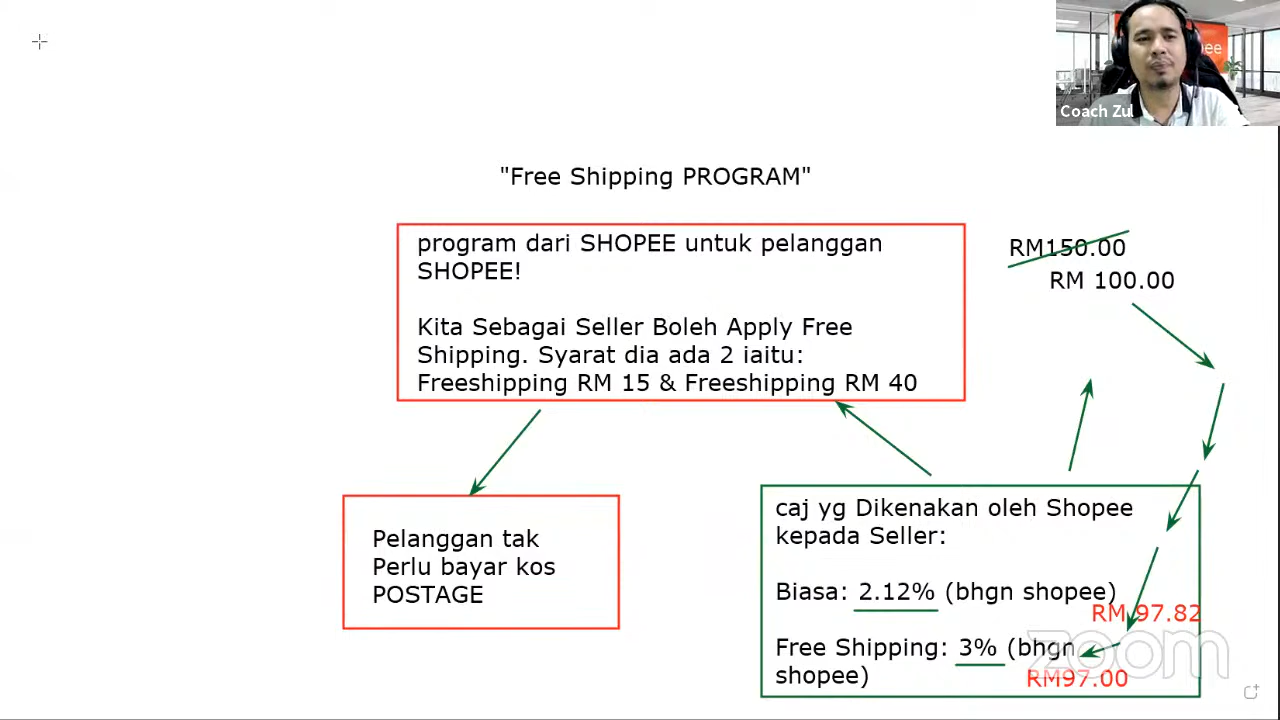 pee
Coach Zul
"Free Shipping PROGRAM"
program dari SHOPEE untuk pelanggan
SHOPEE!
Kita Sebagai Seller Boleh Apply Free
Shipping. Syarat dia ada 2 iaitu:
Freeshipping RM 15 & Freeshipping RM 40
RM150.00
RM 100.00
Pelanggan tak
Perlu bayar kos
POSTAGE
caj yg Dikenakan oleh Shopee
kepada Seller:
Biasa: 2.12% (bhgn shopee)
RM 97.82
Free Shipping: 3% (bhgn
shopee)
RM97.00
zoom